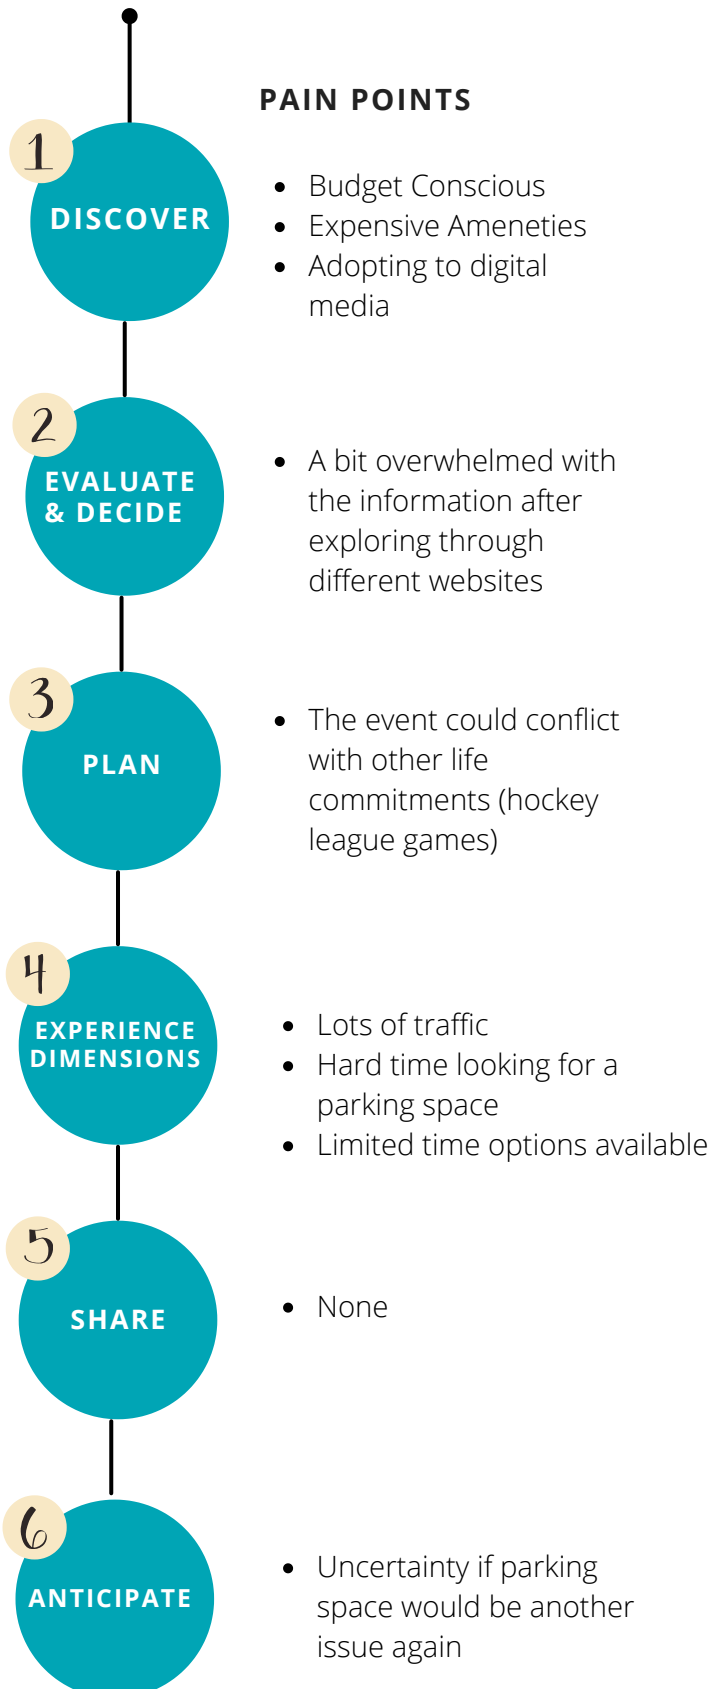 PAIN POINTS
1
DISCOVER
• Budget Conscious
• Expensive Ameneties
• Adopting to digital
media
2
EVALUATE
& DECIDE
• A bit overwhelmed with
the information after
exploring through
different websites
3
PLAN
• The event could conflict
with other life
commitments (hockey
league games)
4
EXPERIENCE
DIMENSIONS
• Lots of traffic
• Hard time looking for a
parking space
• Limited time options available
5
SHARE
• None
6
ANTICIPATE
• Uncertainty if parking
space would be another
issue again